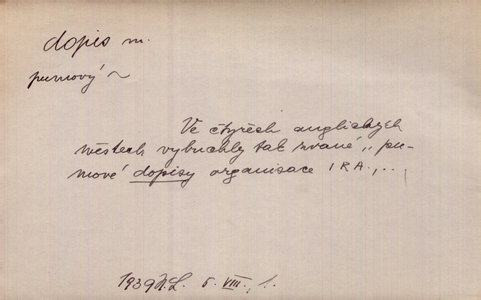 dopis m.
pumový ~
Ve čtyřech anglických
městech vybuchly tak zvané „pu-
mové dopisy organisace IRA.,..
1939 N.L. 5. VIII., 1.